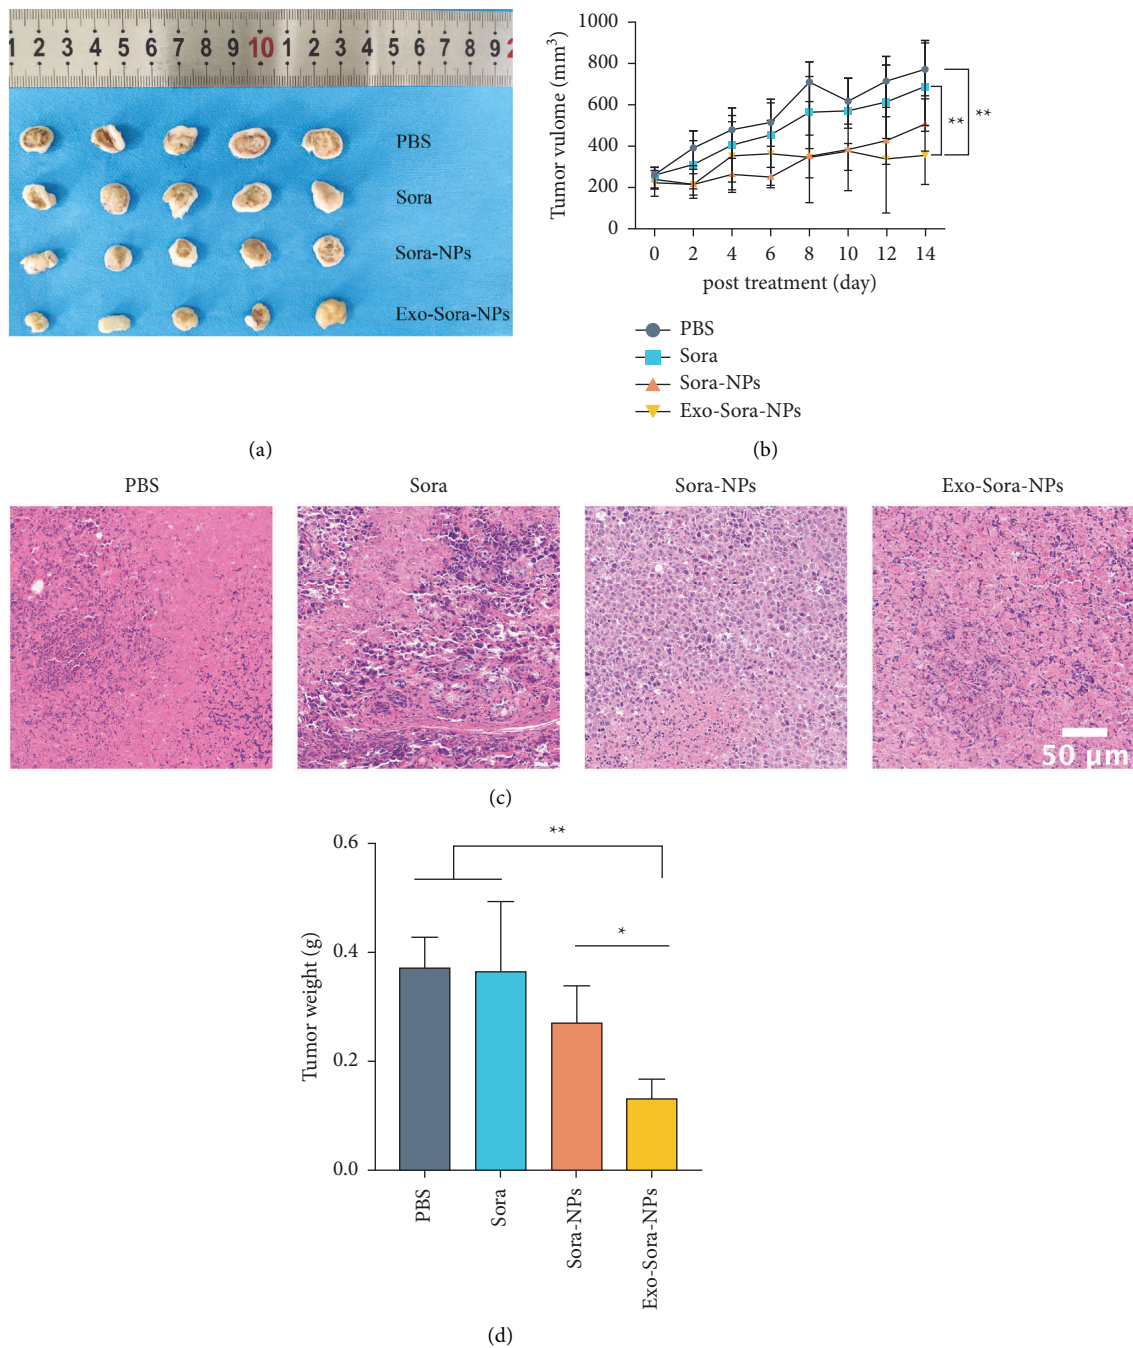 1 2 3 4 5 6 7 8 9 10 1 2 3 4 5 6 7 8 9 2
PBS
Sora
Sora-NPs
Exo-Sora-NPs
(a)
Tumor vulome (mm³)
1000
800
600
400
200
0
0 2 4 6 8 10 12 14
post treatment (day)
**
**
PBS
Sora
Sora-NPs
Exo-Sora-NPs
(b)
PBS Sora Sora-NPs Exo-Sora-NPs
50 μm
(c)
Tumor weight (g)
0.6
0.4
0.2
0.0
**
*
PBS
Sora
Sora-NPs
Exo-Sora-NPs
(d)